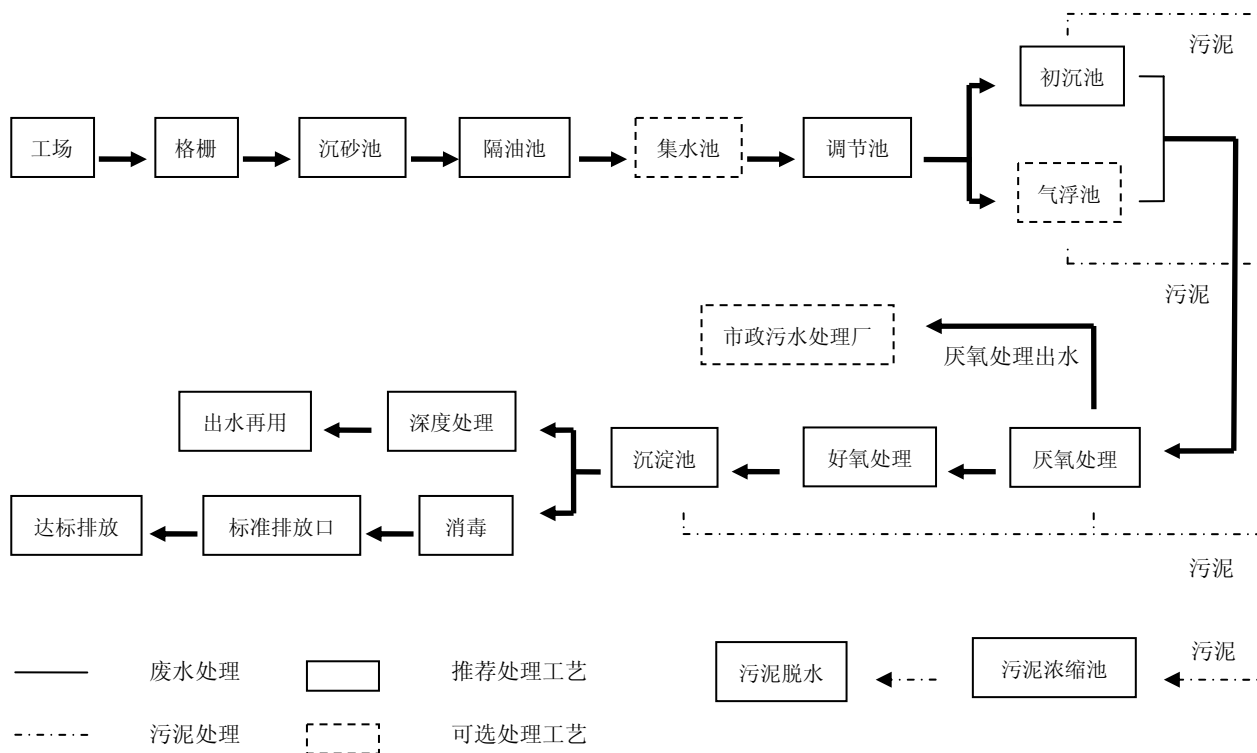 污泥
初沉池
工场
格栅
沉砂池
隔油池
集水池
调节池
气浮池
污泥
市政污水处理厂
厌氧处理出水
出水再用
深度处理
沉淀池
好氧处理
厌氧处理
达标排放
标准排放口
消毒
污泥
污泥
废水处理
推荐处理工艺
污泥脱水
污泥浓缩池
污泥处理
可选处理工艺